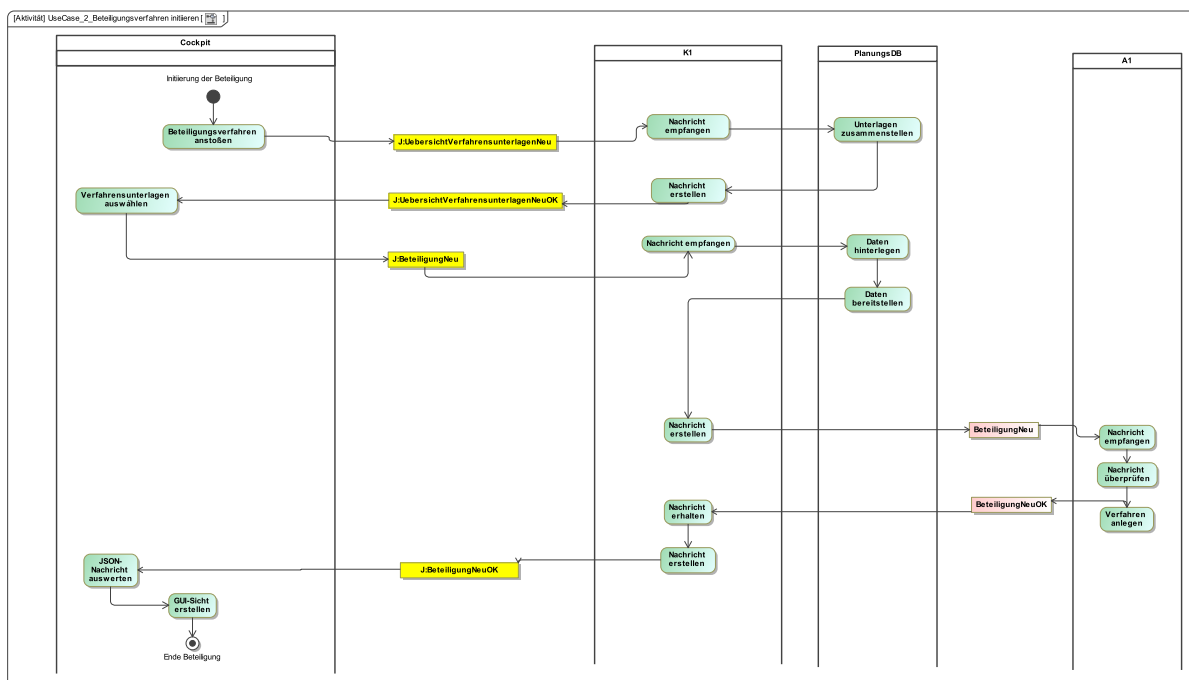 [Aktivität] UseCase_2_Beteiligungsverfahren initiieren [ ]
Cockpit
K1
PlanungsDB
A1
Initiierung der Beteiligung
Beteiligungsverfahren
anstoßen
J:UebersichtVerfahrensunterlagenNeu
Nachricht
empfangen
Unterlagen
zusammenstellen
Verfahrensunterlagen
auswählen
J:UebersichtVerfahrensunterlagenNeuOK
Nachricht
erstellen
J:BeteiligungNeu
Nachricht empfangen
Daten
hinterlegen
Daten
bereitstellen
Nachricht
erstellen
BeteiligungNeu
Nachricht
empfangen
Nachricht
überprüfen
BeteiligungNeuOK
Verfahren
anlegen
Nachricht
erhalten
Nachricht
erstellen
J:BeteiligungNeuOK
JSON-
Nachricht
auswerten
GUI-Sicht
erstellen
Ende Beteiligung